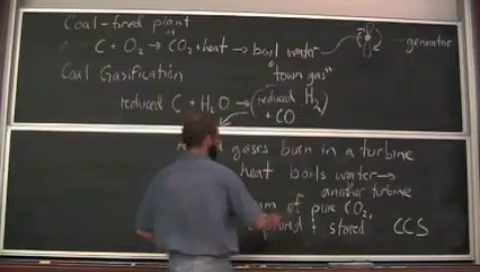 Coal-fired plant
C + O₂ → CO₂ + heat → boil water generator
Coal Gasification "town gas"
reduced C + H₂O → (reduced H₂
+ CO)
gases burn in a turbine
heat boils water →
another turbine
of pure CO₂,
+ stored CCS